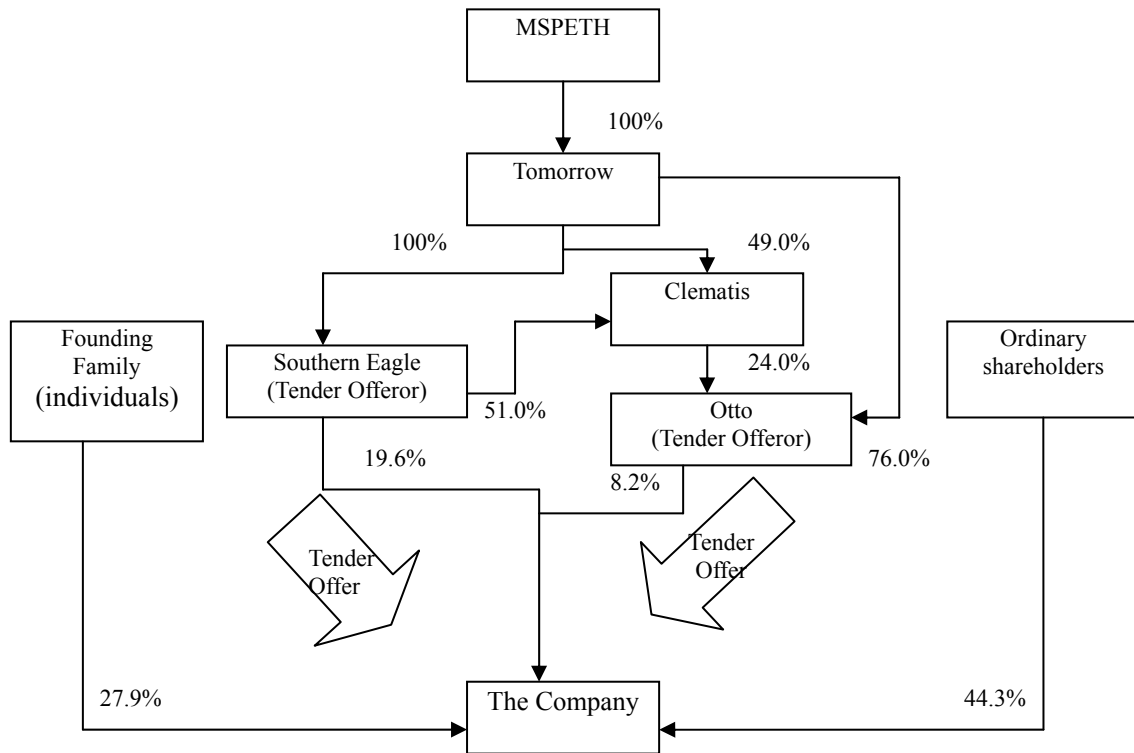 MSPETH
100%
Tomorrow
100%
49.0%
Clematis
Founding
Family
(individuals)
Southern Eagle
(Tender Offeror)
51.0%
24.0%
Otto
(Tender Offeror)
Ordinary
shareholders
19.6%
8.2%
76.0%
Tender
Offer
Tender
Offer
27.9%
The Company
44.3%